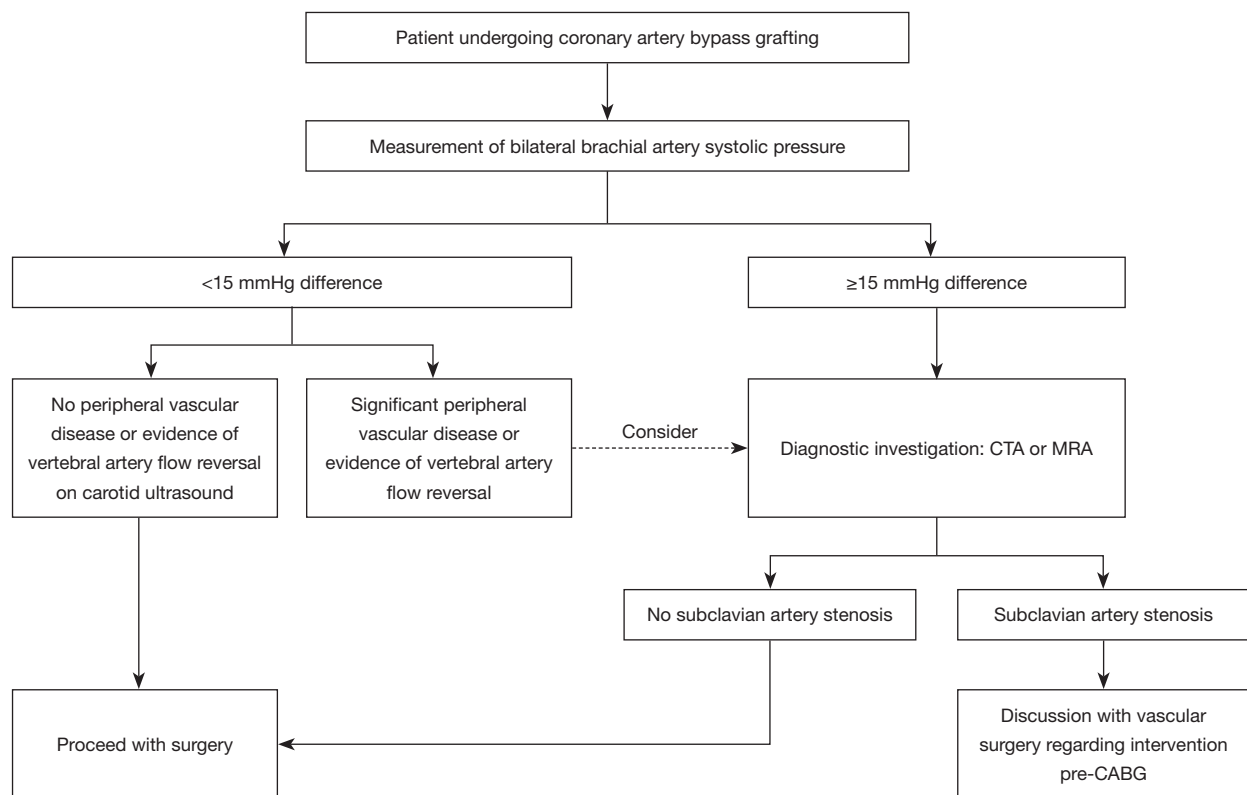 Patient undergoing coronary artery bypass grafting
Measurement of bilateral brachial artery systolic pressure
<15 mmHg difference
≥15 mmHg difference
No peripheral vascular
disease or evidence of
vertebral artery flow reversal
on carotid ultrasound
Significant peripheral
vascular disease or
evidence of vertebral artery
flow reversal
Consider
Diagnostic investigation: CTA or MRA
No subclavian artery stenosis
Subclavian artery stenosis
Proceed with surgery
Discussion with vascular
surgery regarding intervention
pre-CABG